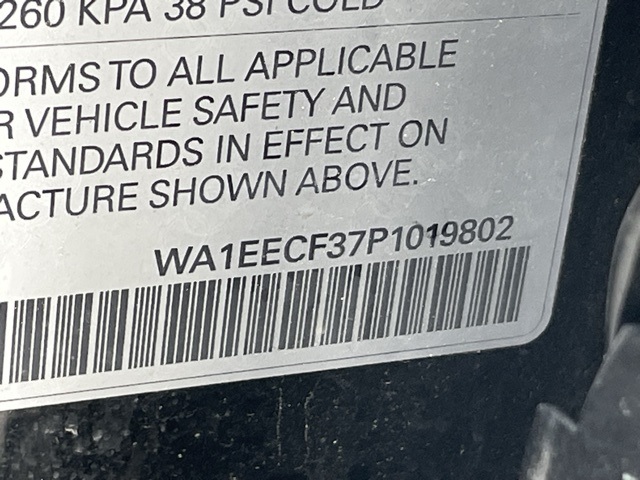 260 KPA 38 PSI COLD
ORMS TO ALL APPLICABLE
R VEHICLE SAFETY AND
STANDARDS IN EFFECT ON
ACTURE SHOWN ABOVE.
WA1EECF37P1019802